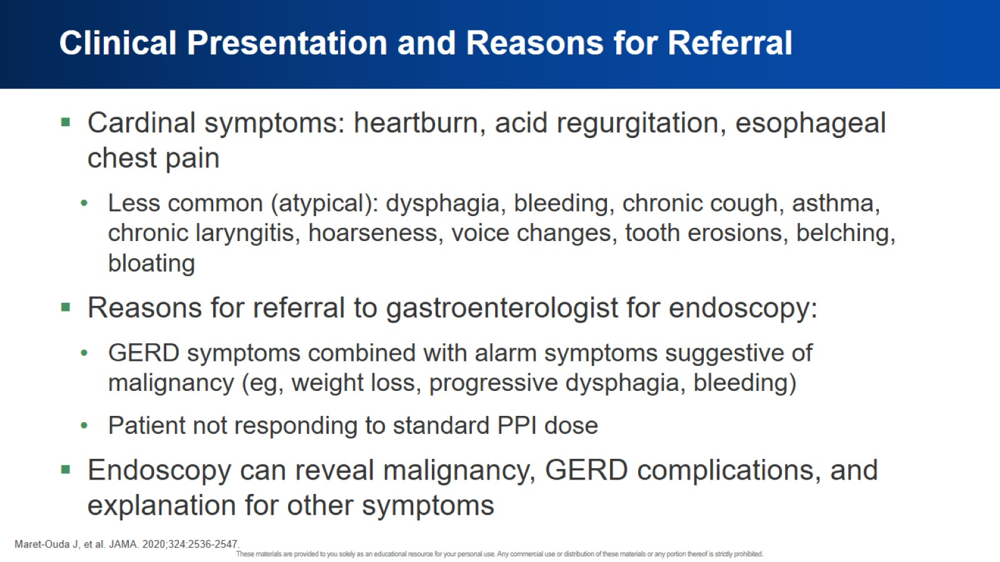 Clinical Presentation and Reasons for Referral
▪ Cardinal symptoms: heartburn, acid regurgitation, esophageal
chest pain
• Less common (atypical): dysphagia, bleeding, chronic cough, asthma,
chronic laryngitis, hoarseness, voice changes, tooth erosions, belching,
bloating
▪ Reasons for referral to gastroenterologist for endoscopy:
• GERD symptoms combined with alarm symptoms suggestive of
malignancy (eg, weight loss, progressive dysphagia, bleeding)
• Patient not responding to standard PPI dose
▪ Endoscopy can reveal malignancy, GERD complications, and
explanation for other symptoms
Maret-Ouda J, et al. JAMA. 2020;324:2536-2547.
These materials are provided to you solely as an educational resource for your personal use. Any commercial use or distribution of these materials or any portion thereof is strictly prohibited.